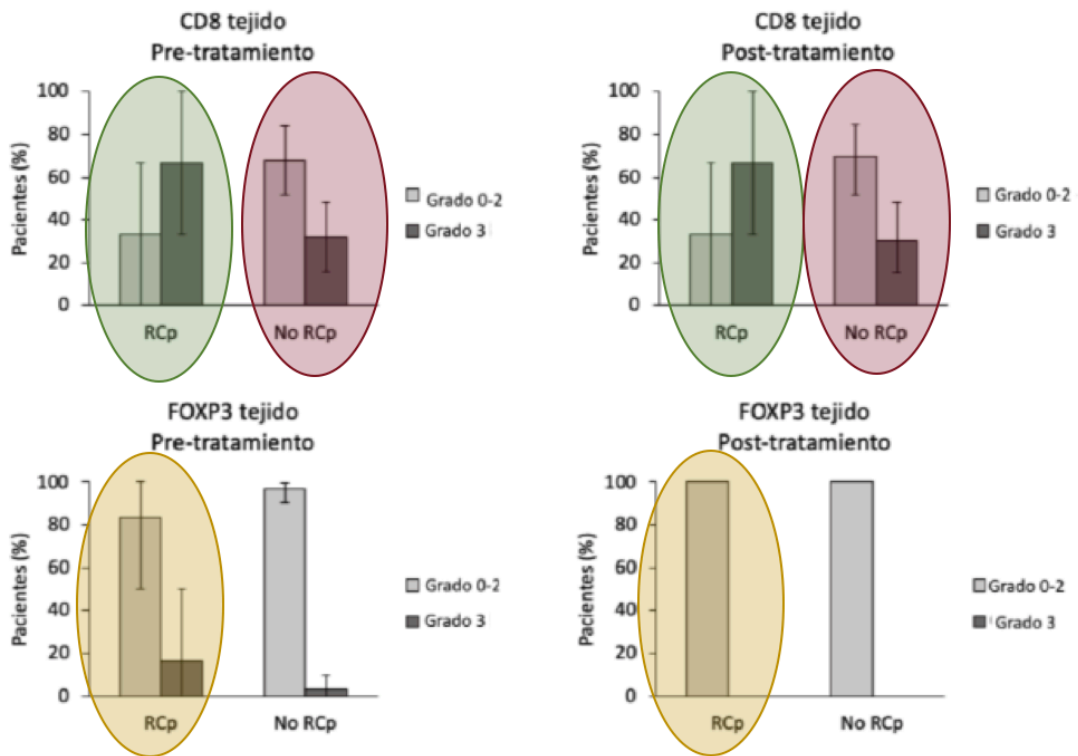 CD8 tejido
Pre-tratamiento
100
80
60
40
20
0
Pacientes (%)
RCp
No RCp
Grado 0-2
Grado 3
CD8 tejido
Post-tratamiento
100
80
60
40
20
0
Pacientes (%)
RCp
No RCp
Grado 0-2
Grado 3
FOXP3 tejido
Pre-tratamiento
100
80
60
40
20
0
Pacientes (%)
RCp
No RCp
Grado 0-2
Grado 3
FOXP3 tejido
Post-tratamiento
100
80
60
40
20
0
Pacientes (%)
RCp
No RCp
Grado 0-2
Grado 3